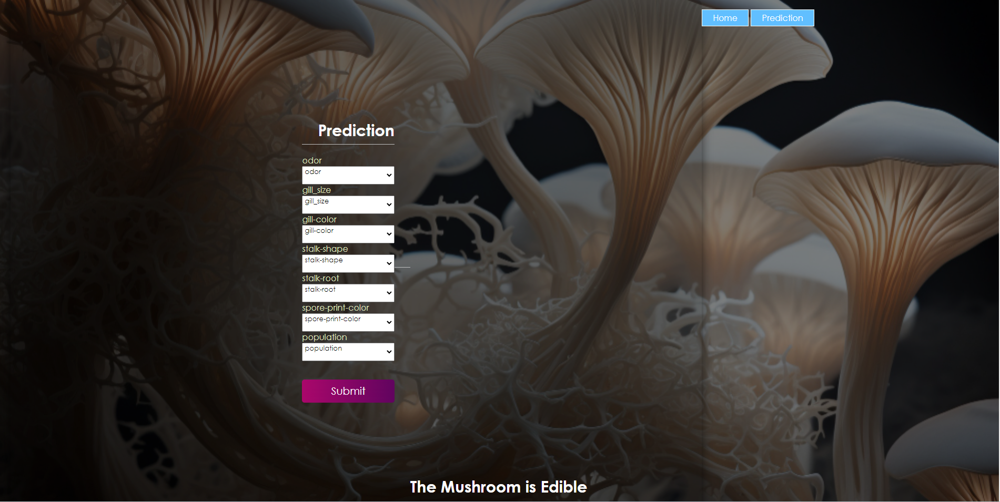 Home
Prediction
Prediction
odor
odor
gill_size
gill_size
gill-color
gill-color
stalk-shape
stalk-shape
stalk-root
stalk-root
spore-print-color
spore-print-color
population
population
Submit
The Mushroom is Edible